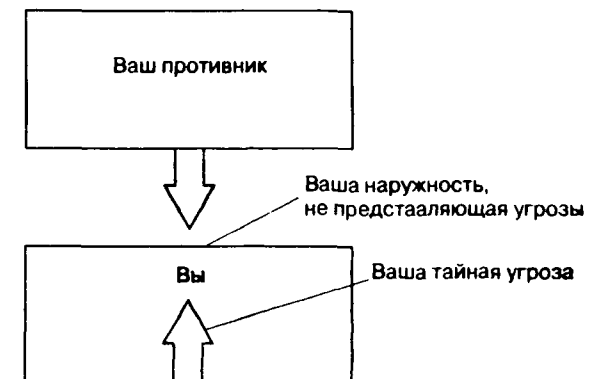 Ваш противник
Ваша наружность,
не предстааляющая угрозы
Вы
Ваша тайная угроза